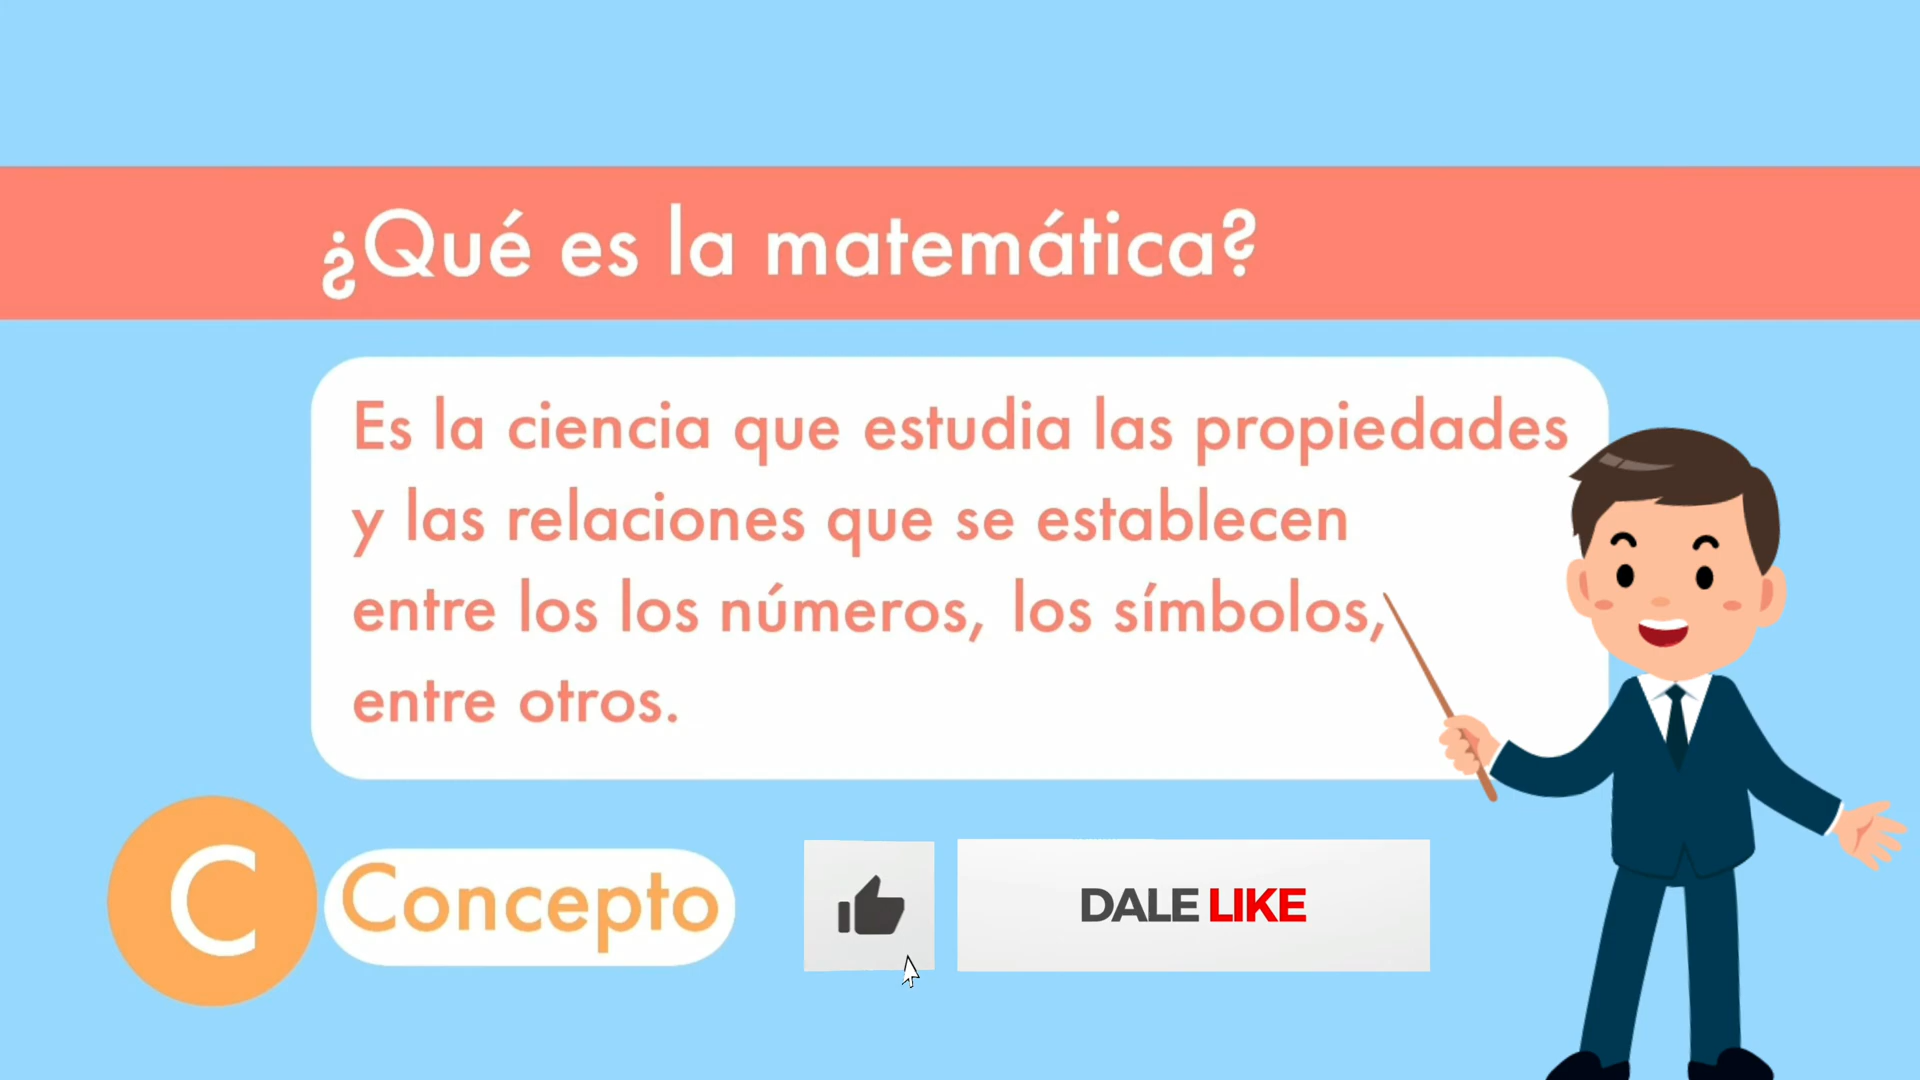 ¿Qué es la matemática?
Es la ciencia que estudia las propiedades
y las relaciones que se establecen
entre los los números, los símbolos,
entre otros.
C Concepto
DALE LIKE